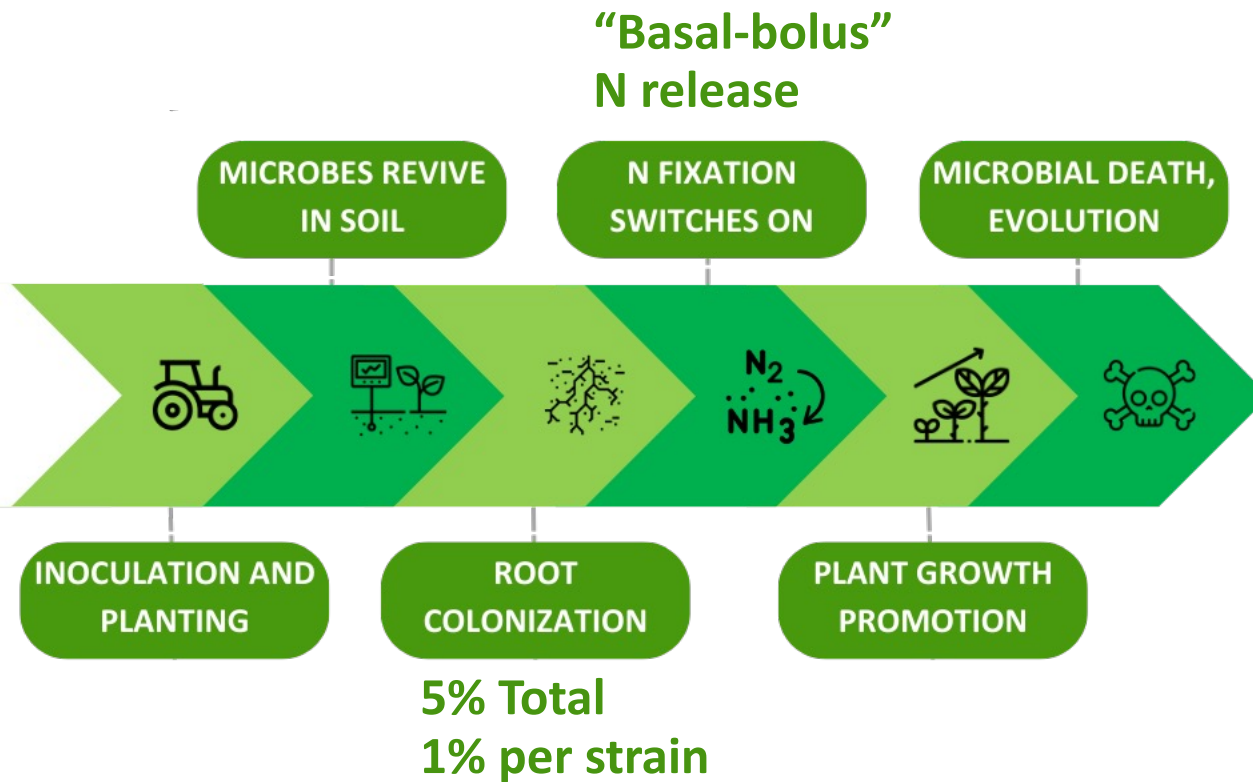 “Basal-bolus”
N release
MICROBES REVIVE
IN SOIL
N FIXATION
SWITCHES ON
MICROBIAL DEATH,
EVOLUTION
N₂
NH₃
INOCULATION AND
PLANTING
ROOT
COLONIZATION
PLANT GROWTH
PROMOTION
5% Total
1% per strain